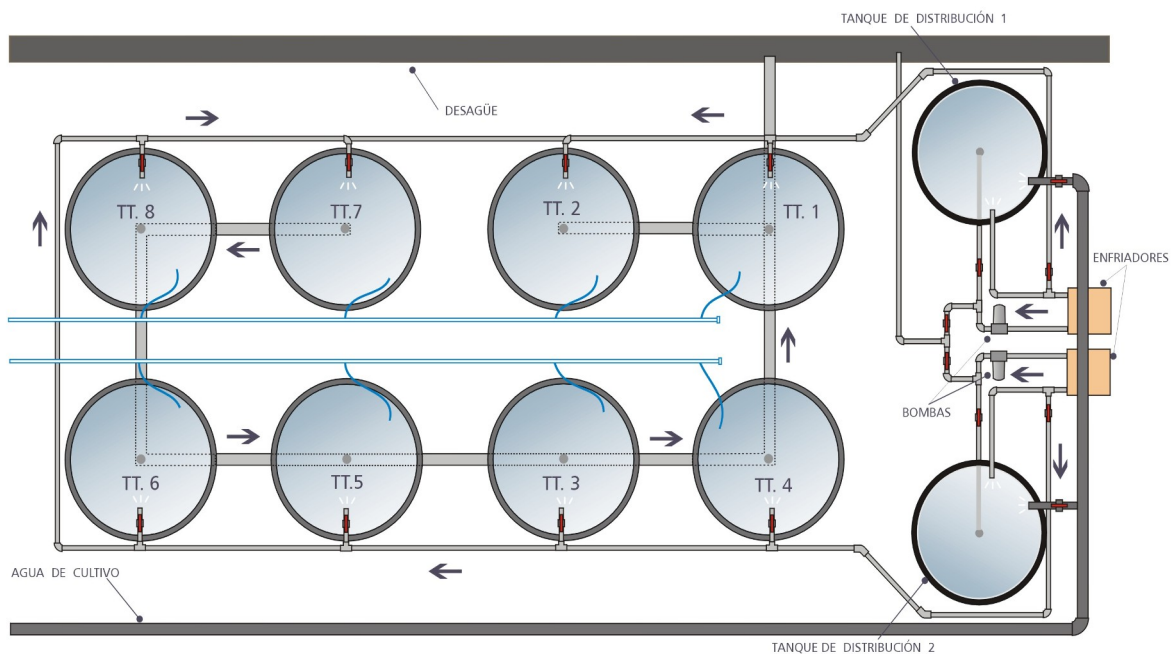 TANQUE DE DISTRIBUCIÓN 1
DESAGÜE
TT. 8
TT.7
TT. 2
TT. 1
ENFRIADORES
BOMBAS
TT. 6
TT.5
TT. 3
TT. 4
AGUA DE CULTIVO
TANQUE DE DISTRIBUCIÓN 2